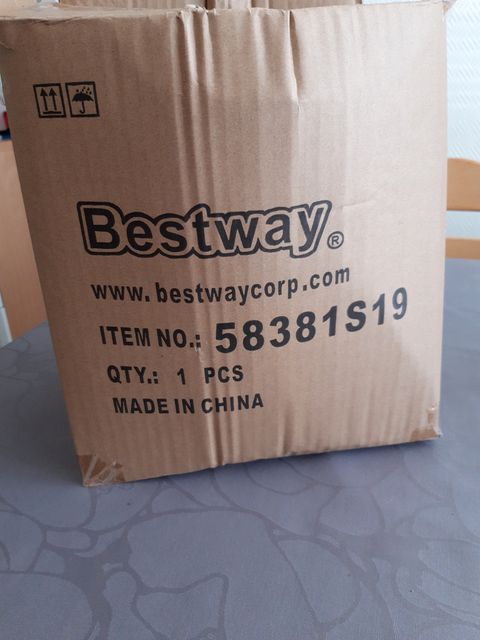 Bestway®
www.bestwaycorp.com
ITEM NO.: 58381S19
QTY.: 1 PCS
MADE IN CHINA